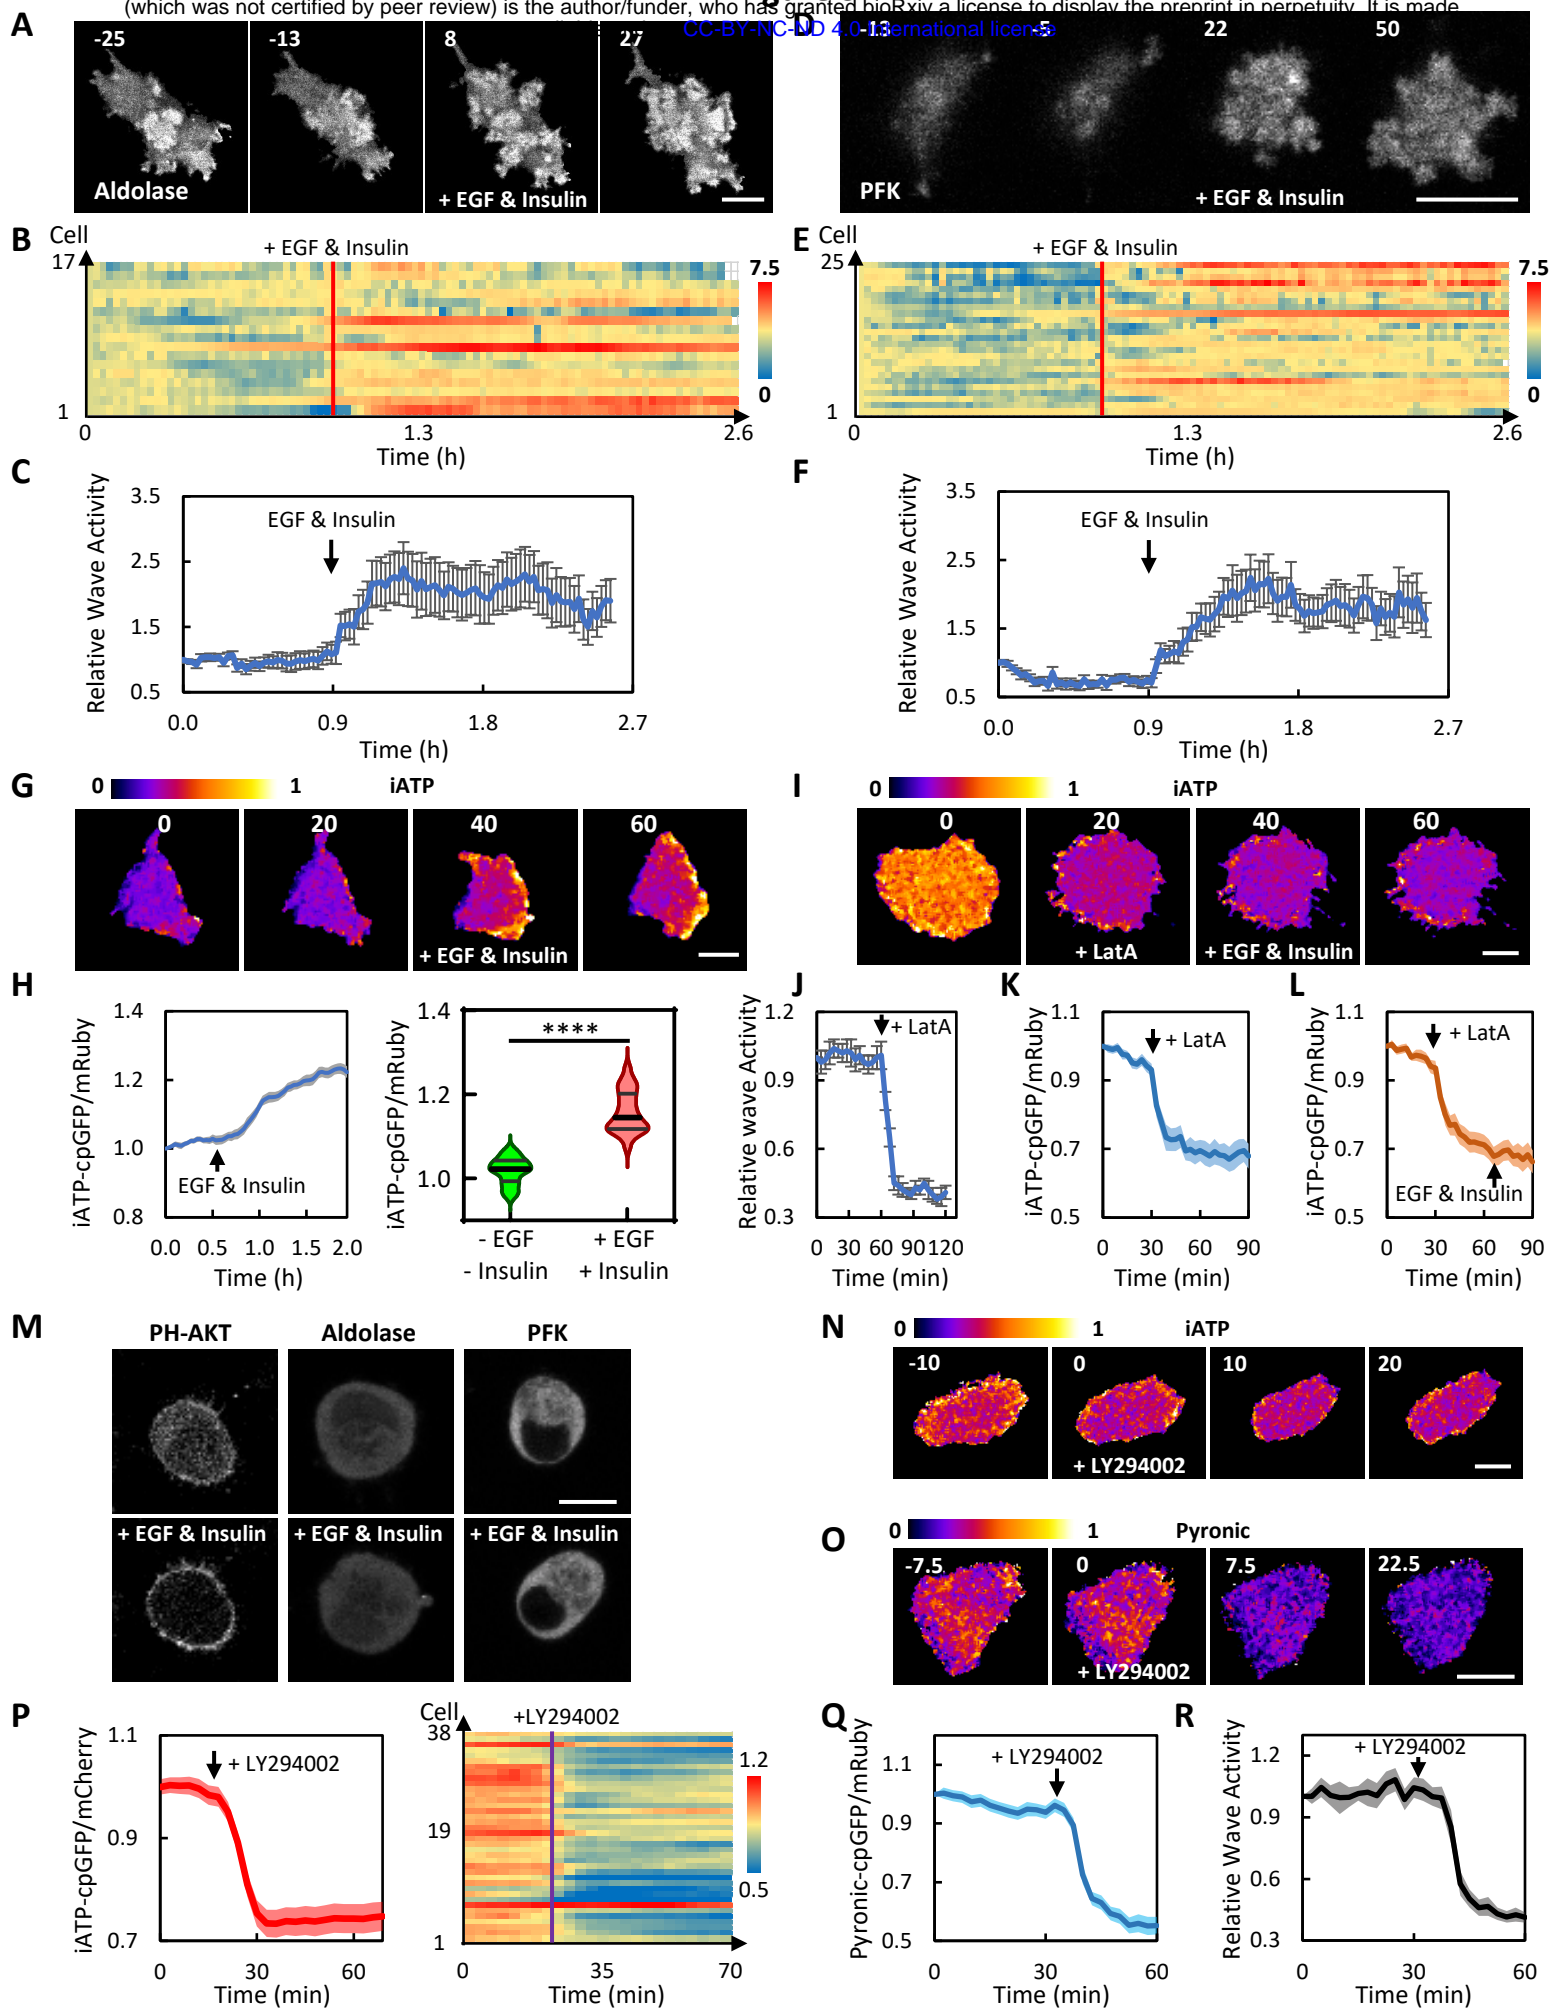 (which was not certified by peer review) is the author/funder, who has granted bioRxiv a license to display the preprint in perpetuity. It is made
CC-BY-NC-ND 4.0 International license
A
-25 -13 8 27
Aldolase
+ EGF & Insulin
D
22 50
PFK
+ EGF & Insulin
B
Cell
+ EGF & Insulin
17
1
0 1.3 2.6
Time (h)
7.5
0
E
Cell
+ EGF & Insulin
25
1
0 1.3 2.6
Time (h)
7.5
0
C
Relative Wave Activity
3.5
2.5
1.5
0.5
EGF & Insulin
0.0 0.9 1.8 2.7
Time (h)
F
Relative Wave Activity
3.5
2.5
1.5
0.5
EGF & Insulin
0.0 0.9 1.8 2.7
Time (h)
G
0 1 iATP
0 20 40 60
+ EGF & Insulin
I
0 1 iATP
0 20 40 60
+ LatA
+ EGF & Insulin
H
iATP-cpGFP/mRuby
1.4
1.2
1.0
0.8
EGF & Insulin
0.0 0.5 1.0 1.5 2.0
Time (h)
iATP-cpGFP/mRuby
1.4
1.2
1.0
****
- EGF + EGF
- Insulin + Insulin
J
Relative wave Activity
1.2
0.9
0.6
0.3
+ LatA
0 30 60 90 120
Time (min)
K
iATP-cpGFP/mRuby
1.1
0.9
0.7
0.5
+ LatA
0 30 60 90
Time (min)
L
iATP-cpGFP/mRuby
1.1
0.9
0.7
0.5
+ LatA
EGF & Insulin
0 30 60 90
Time (min)
M
PH-AKT Aldolase PFK
+ EGF & Insulin + EGF & Insulin + EGF & Insulin
N
0 1 iATP
-10 0 10 20
+ LY294002
O
0 1 Pyronic
-7.5 0 7.5 22.5
+ LY294002
P
iATP-cpGFP/mCherry
1.1
0.9
0.7
+ LY294002
0 30 60
Time (min)
Cell
+LY294002
38
19
1
0 35 70
Time (min)
1.2
0.5
Q
Pyronic-cpGFP/mRuby
1.1
0.9
0.7
0.5
+ LY294002
0 30 60
Time (min)
R
Relative Wave Activity
1.2
0.9
0.6
0.3
+ LY294002
0 30 60
Time (min)